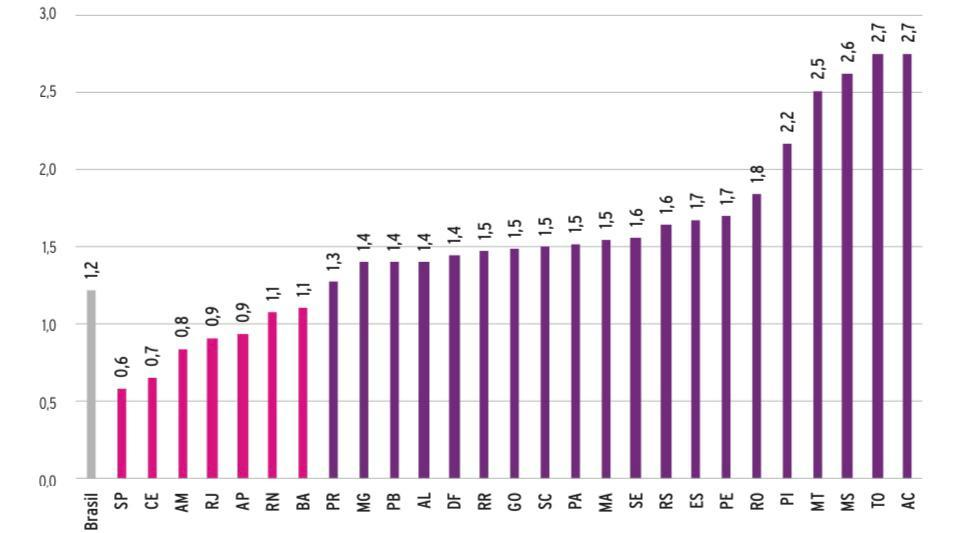 3,0
2,5
2,0
1,5
1,0
0,5
0,0
1,2
0,6
0,7
0,8
0,9
0,9
1,1
1,1
1,3
1,4
1,4
1,4
1,4
1,5
1,5
1,5
1,5
1,5
1,6
1,6
1,7
1,7
1,8
2,2
2,5
2,6
2,7
2,7
Brasil
SP
CE
AM
RJ
AP
RN
BA
PR
MG
PB
AL
DF
RR
GO
SC
PA
MA
SE
RS
ES
PE
RO
PI
MT
MS
TO
AC